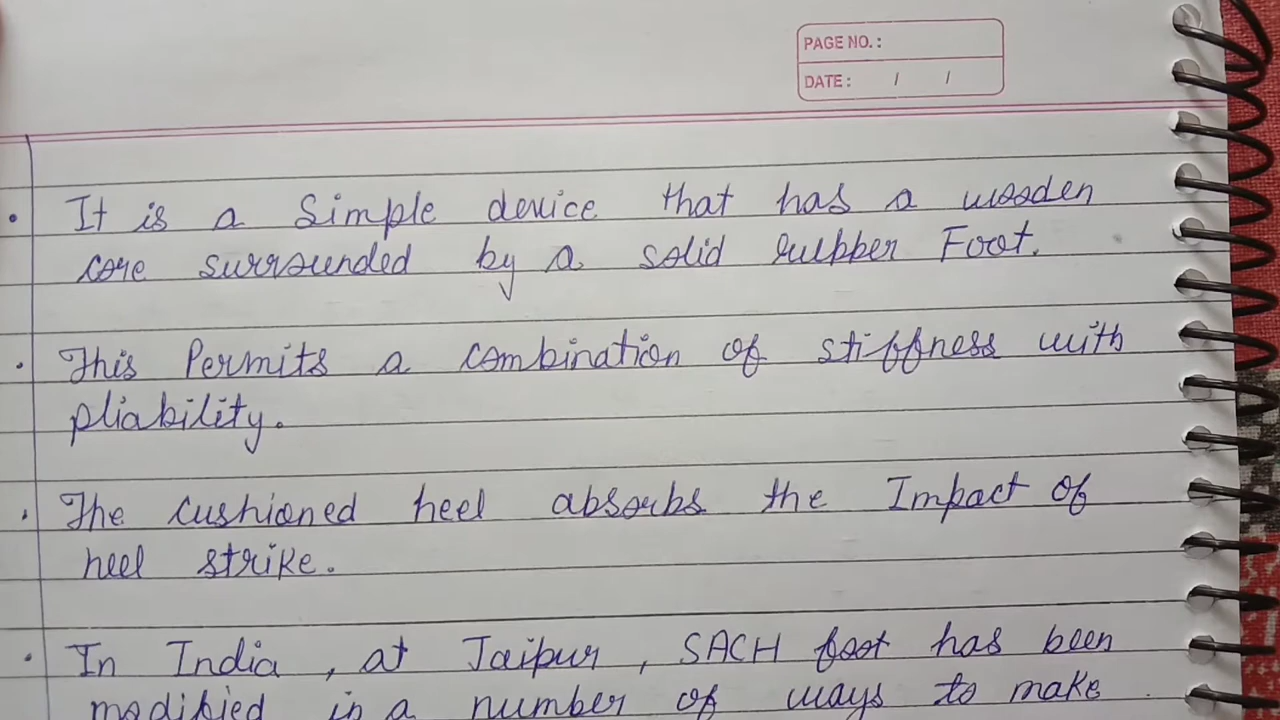 PAGE NO. :
DATE : / /
• It is a Simple device that has a wooden
core surrounded by a solid rubber Foot.
• This Permits a combination of stiffness with
pliability.
• The cushioned heel absorbs the Impact of
heel strike.
• In India , at Jaipur , SACH foot has been
modified in a number of ways to make